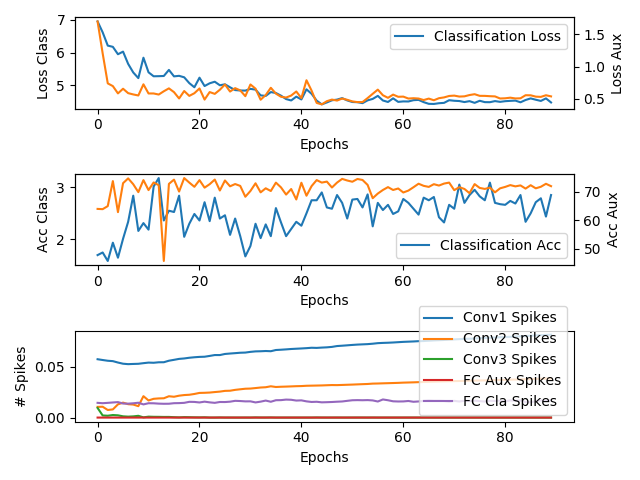 7
6
5
Loss Class
Classification Loss
1.5
1.0
0.5
Loss Aux
0 20 40 60 80
Epochs
3
2
Acc Class
Classification Acc
70
60
50
Acc Aux
0 20 40 60 80
Epochs
0.05
0.00
# Spikes
Conv1 Spikes
Conv2 Spikes
Conv3 Spikes
FC Aux Spikes
FC Cla Spikes
0 20 40 60 80
Epochs